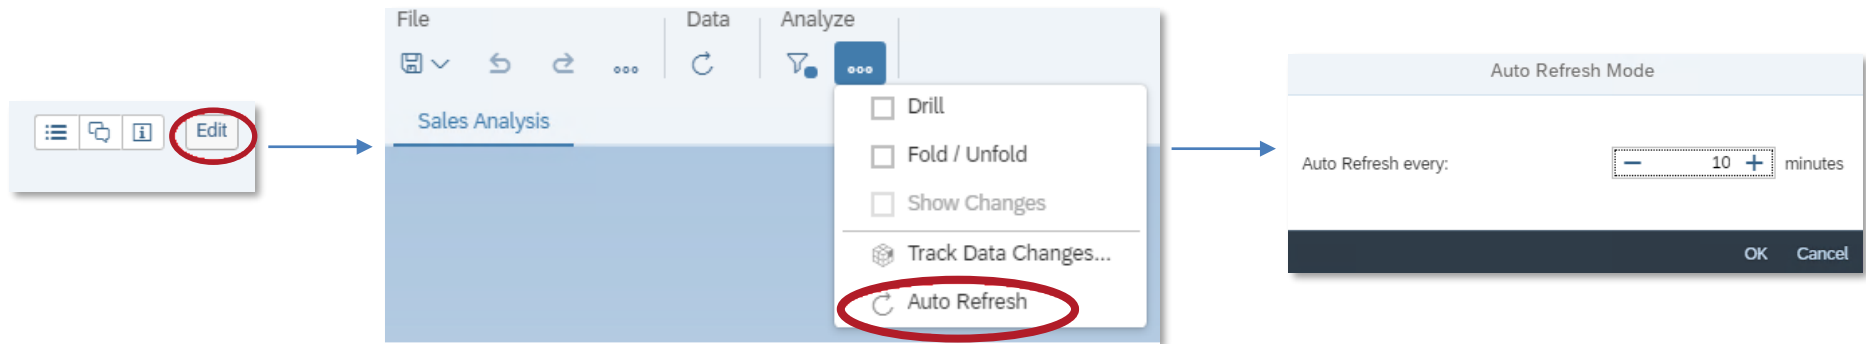 Edit
File
Data
Analyze
Sales Analysis
Drill
Fold / Unfold
Show Changes
Track Data Changes...
Auto Refresh
Auto Refresh Mode
Auto Refresh every:
10
minutes
OK
Cancel